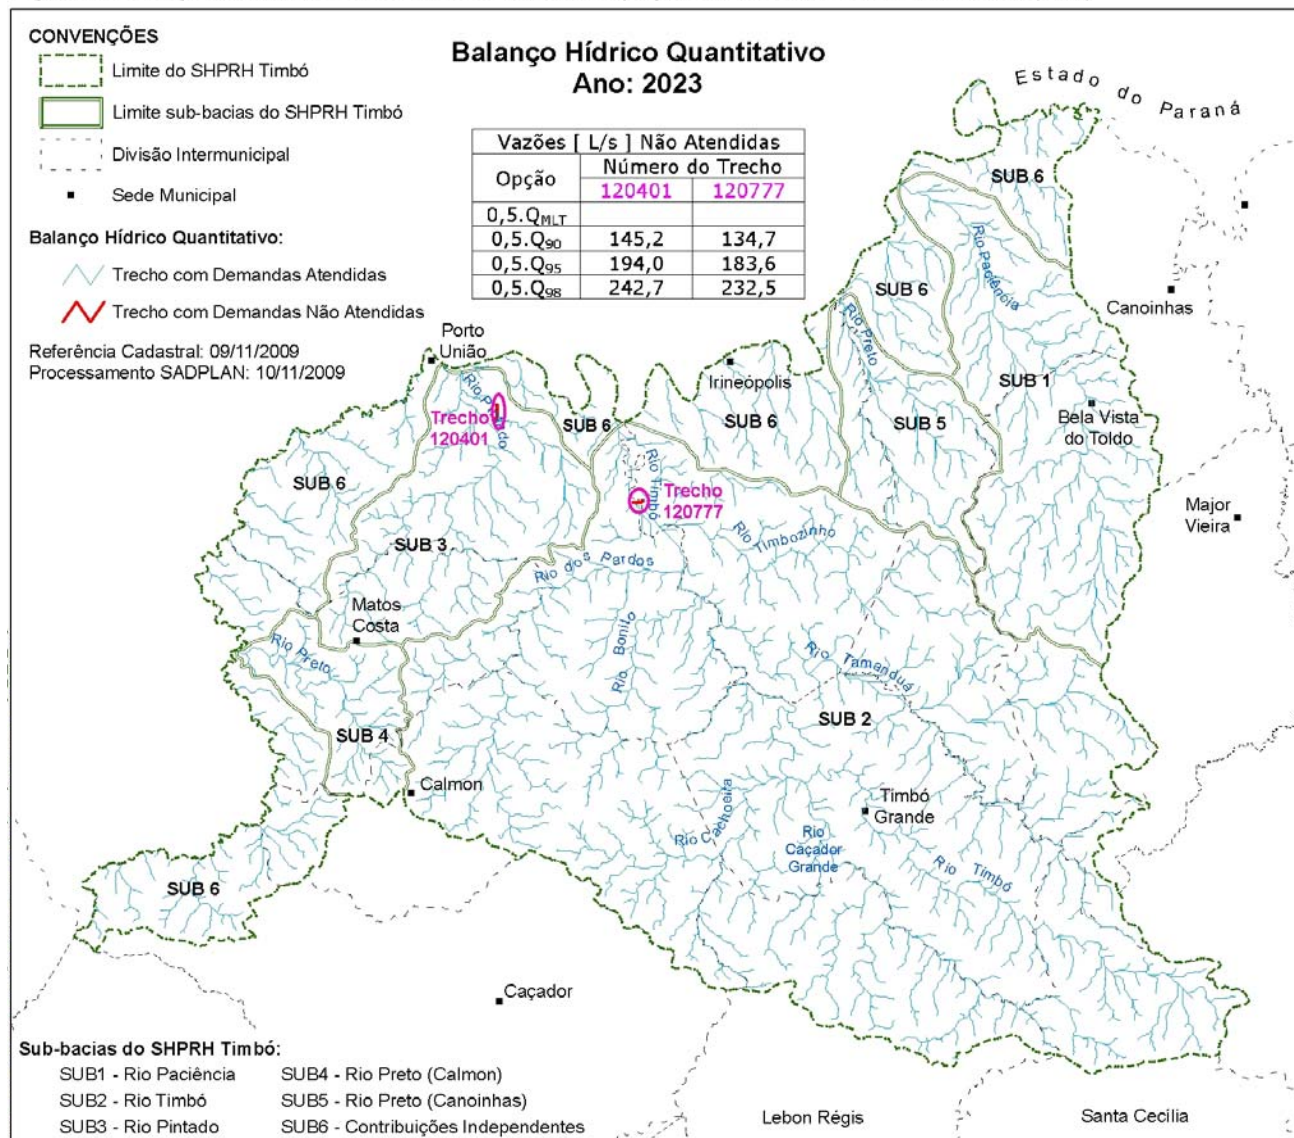 CONVENÇÕES
Limite do SHPRH Timbó
Limite sub-bacias do SHPRH Timbó
Divisão Intermunicipal
Sede Municipal
Balanço Hídrico Quantitativo:
Trecho com Demandas Atendidas
Trecho com Demandas Não Atendidas
Referência Cadastral: 09/11/2009
Processamento SADPLAN: 10/11/2009
Balanço Hídrico Quantitativo
Ano: 2023
Vazões [ L/s ] Não Atendidas
Opção Número do Trecho
120401 120777
0,5.QMLT
0,5.Q90 145,2 134,7
0,5.Q95 194,0 183,6
0,5.Q98 242,7 232,5
Estado do Paraná
SUB 6
Rio Paciência
SUB 6
Canoinhas
Rio Preto
Porto
União
Irineópolis
SUB 1
Bela Vista
do Toldo
Trecho
120401
SUB 6
SUB 6
SUB 5
SUB 6
Rio Timbó
Trecho
120777
Major
Vieira
Rio Timbozinho
SUB 3
Rio dos Pardos
Matos
Costa
Rio Preto
Rio Bonito
Rio Tamanduá
SUB 4
SUB 2
Calmon
Timbó
Grande
Rio Cachoeira
Rio
Caçador
Grande
Rio Timbó
SUB 6
Caçador
Sub-bacias do SHPRH Timbó:
SUB1 - Rio Paciência
SUB2 - Rio Timbó
SUB3 - Rio Pintado
SUB4 - Rio Preto (Calmon)
SUB5 - Rio Preto (Canoinhas)
SUB6 - Contribuições Independentes
Lebon Régis
Santa Cecília